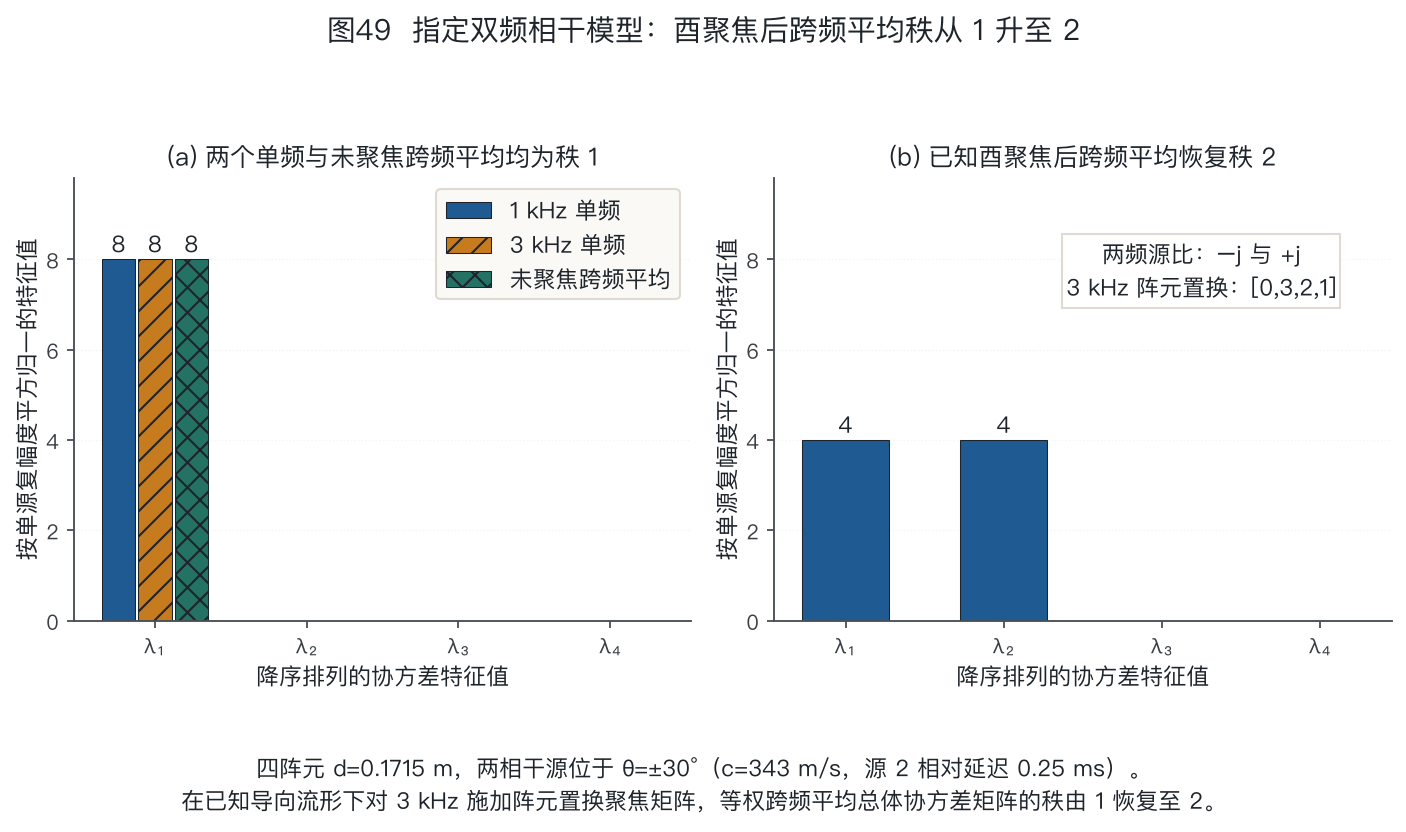 图49 指定双频相干模型：酉聚焦后跨频平均秩从 1 升至 2
(a) 两个单频与未聚焦跨频平均均为秩 1
按单源复幅度平方归一的特征值
8
6
4
2
0
8 8 8
1 kHz 单频
3 kHz 单频
未聚焦跨频平均
λ₁ λ₂ λ₃ λ₄
降序排列的协方差特征值
(b) 已知酉聚焦后跨频平均恢复秩 2
按单源复幅度平方归一的特征值
8
6
4
2
0
两频源比：−j 与 +j
3 kHz 阵元置换：[0,3,2,1]
4 4
λ₁ λ₂ λ₃ λ₄
降序排列的协方差特征值
四阵元 d=0.1715 m，两相干源位于 θ=±30°（c=343 m/s，源 2 相对延迟 0.25 ms）。
在已知导向流形下对 3 kHz 施加阵元置换聚焦矩阵，等权跨频平均总体协方差矩阵的秩由 1 恢复至 2。